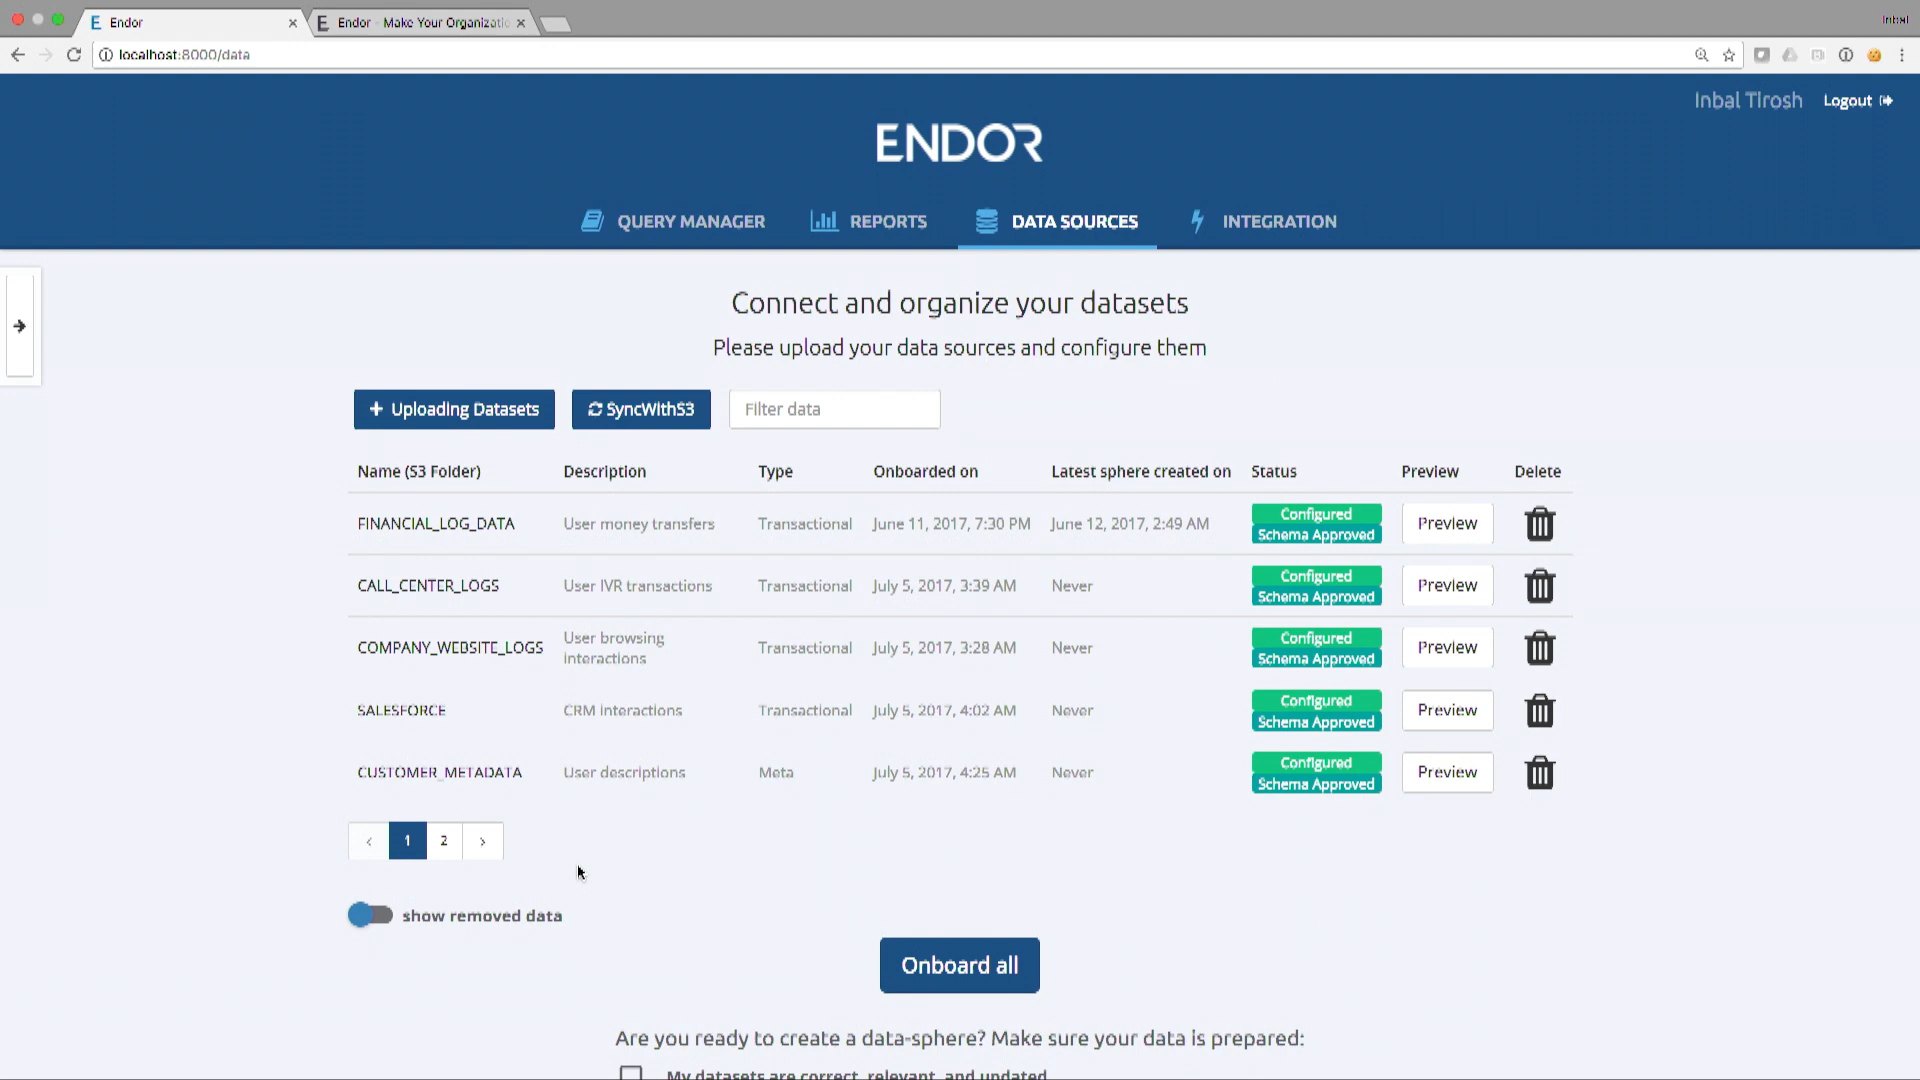 Endor
Endor - Make Your Organizatio
Inbal
localhost:8000/data
Inbal Tirosh
Logout
ENDOR
QUERY MANAGER
REPORTS
DATA SOURCES
INTEGRATION
Connect and organize your datasets
Please upload your data sources and configure them
+ Uploading Datasets
SyncWithS3
Filter data
Name (S3 Folder) Description Type Onboarded on Latest sphere created on Status Preview Delete
FINANCIAL_LOG_DATA User money transfers Transactional June 11, 2017, 7:30 PM June 12, 2017, 2:49 AM Configured Preview
Schema Approved
CALL_CENTER_LOGS User IVR transactions Transactional July 5, 2017, 3:39 AM Never Configured Preview
Schema Approved
COMPANY_WEBSITE_LOGS User browsing Transactional July 5, 2017, 3:28 AM Never Configured Preview
interactions Schema Approved
SALESFORCE CRM interactions Transactional July 5, 2017, 4:02 AM Never Configured Preview
Schema Approved
CUSTOMER_METADATA User descriptions Meta July 5, 2017, 4:25 AM Never Configured Preview
Schema Approved
‹ 1 2 ›
show removed data
Onboard all
Are you ready to create a data-sphere? Make sure your data is prepared:
My datasets are correct, relevant, and updated